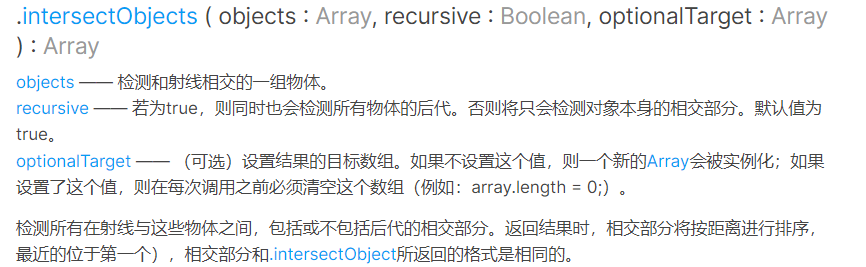 .intersectObjects ( objects : Array, recursive : Boolean, optionalTarget : Array
) : Array
objects —— 检测和射线相交的一组物体。
recursive —— 若为true，则同时也会检测所有物体的后代。否则将只会检测对象本身的相交部分。默认值为
true。
optionalTarget —— （可选）设置结果的目标数组。如果不设置这个值，则一个新的Array会被实例化；如果
设置了这个值，则在每次调用之前必须清空这个数组（例如：array.length = 0;）。
检测所有在射线与这些物体之间，包括或不包括后代的相交部分。返回结果时，相交部分将按距离进行排序，
最近的位于第一个），相交部分和.intersectObject所返回的格式是相同的。